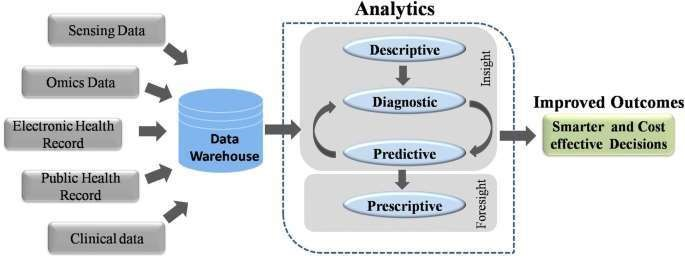 Analytics
Sensing Data
Omics Data
Electronic Health
Record
Public Health
Record
Clinical data
Data
Warehouse
Descriptive
Diagnostic
Predictive
Insight
Prescriptive
Foresight
Improved Outcomes
Smarter and Cost
effective Decisions